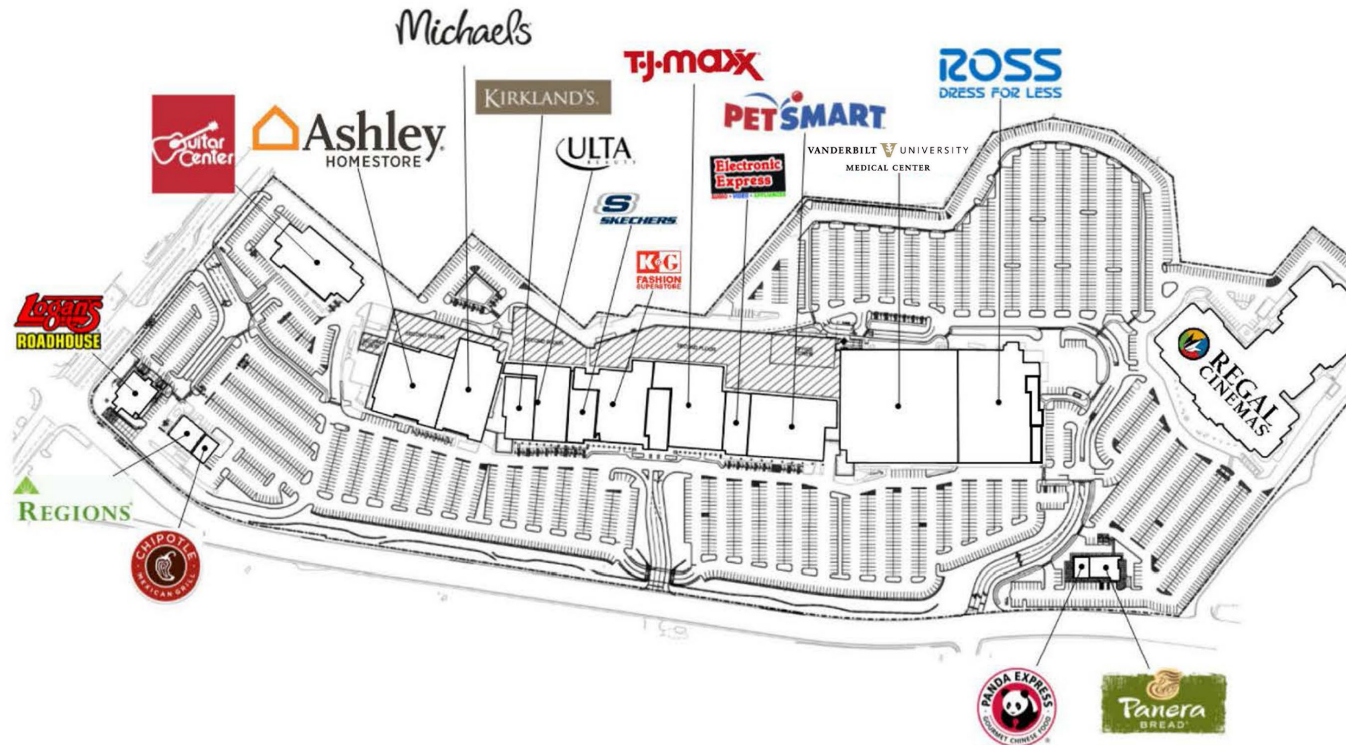 Michaels
T·J·maxx
ROSS
DRESS FOR LESS
KIRKLAND'S.
PETSMART
Guitar
Center
Ashley
HOMESTORE
ULTA
BEAUTY
Electronic
Express
VANDERBILT V UNIVERSITY
MEDICAL CENTER
S
SKECHERS
K&G
FASHION
SUPERSTORE
Logan's
ROADHOUSE
REGAL
CINEMAS
REGIONS
CHIPOTLE
MEXICAN GRILL
PANDA EXPRESS
GOURMET CHINESE FOOD
Panera
BREAD